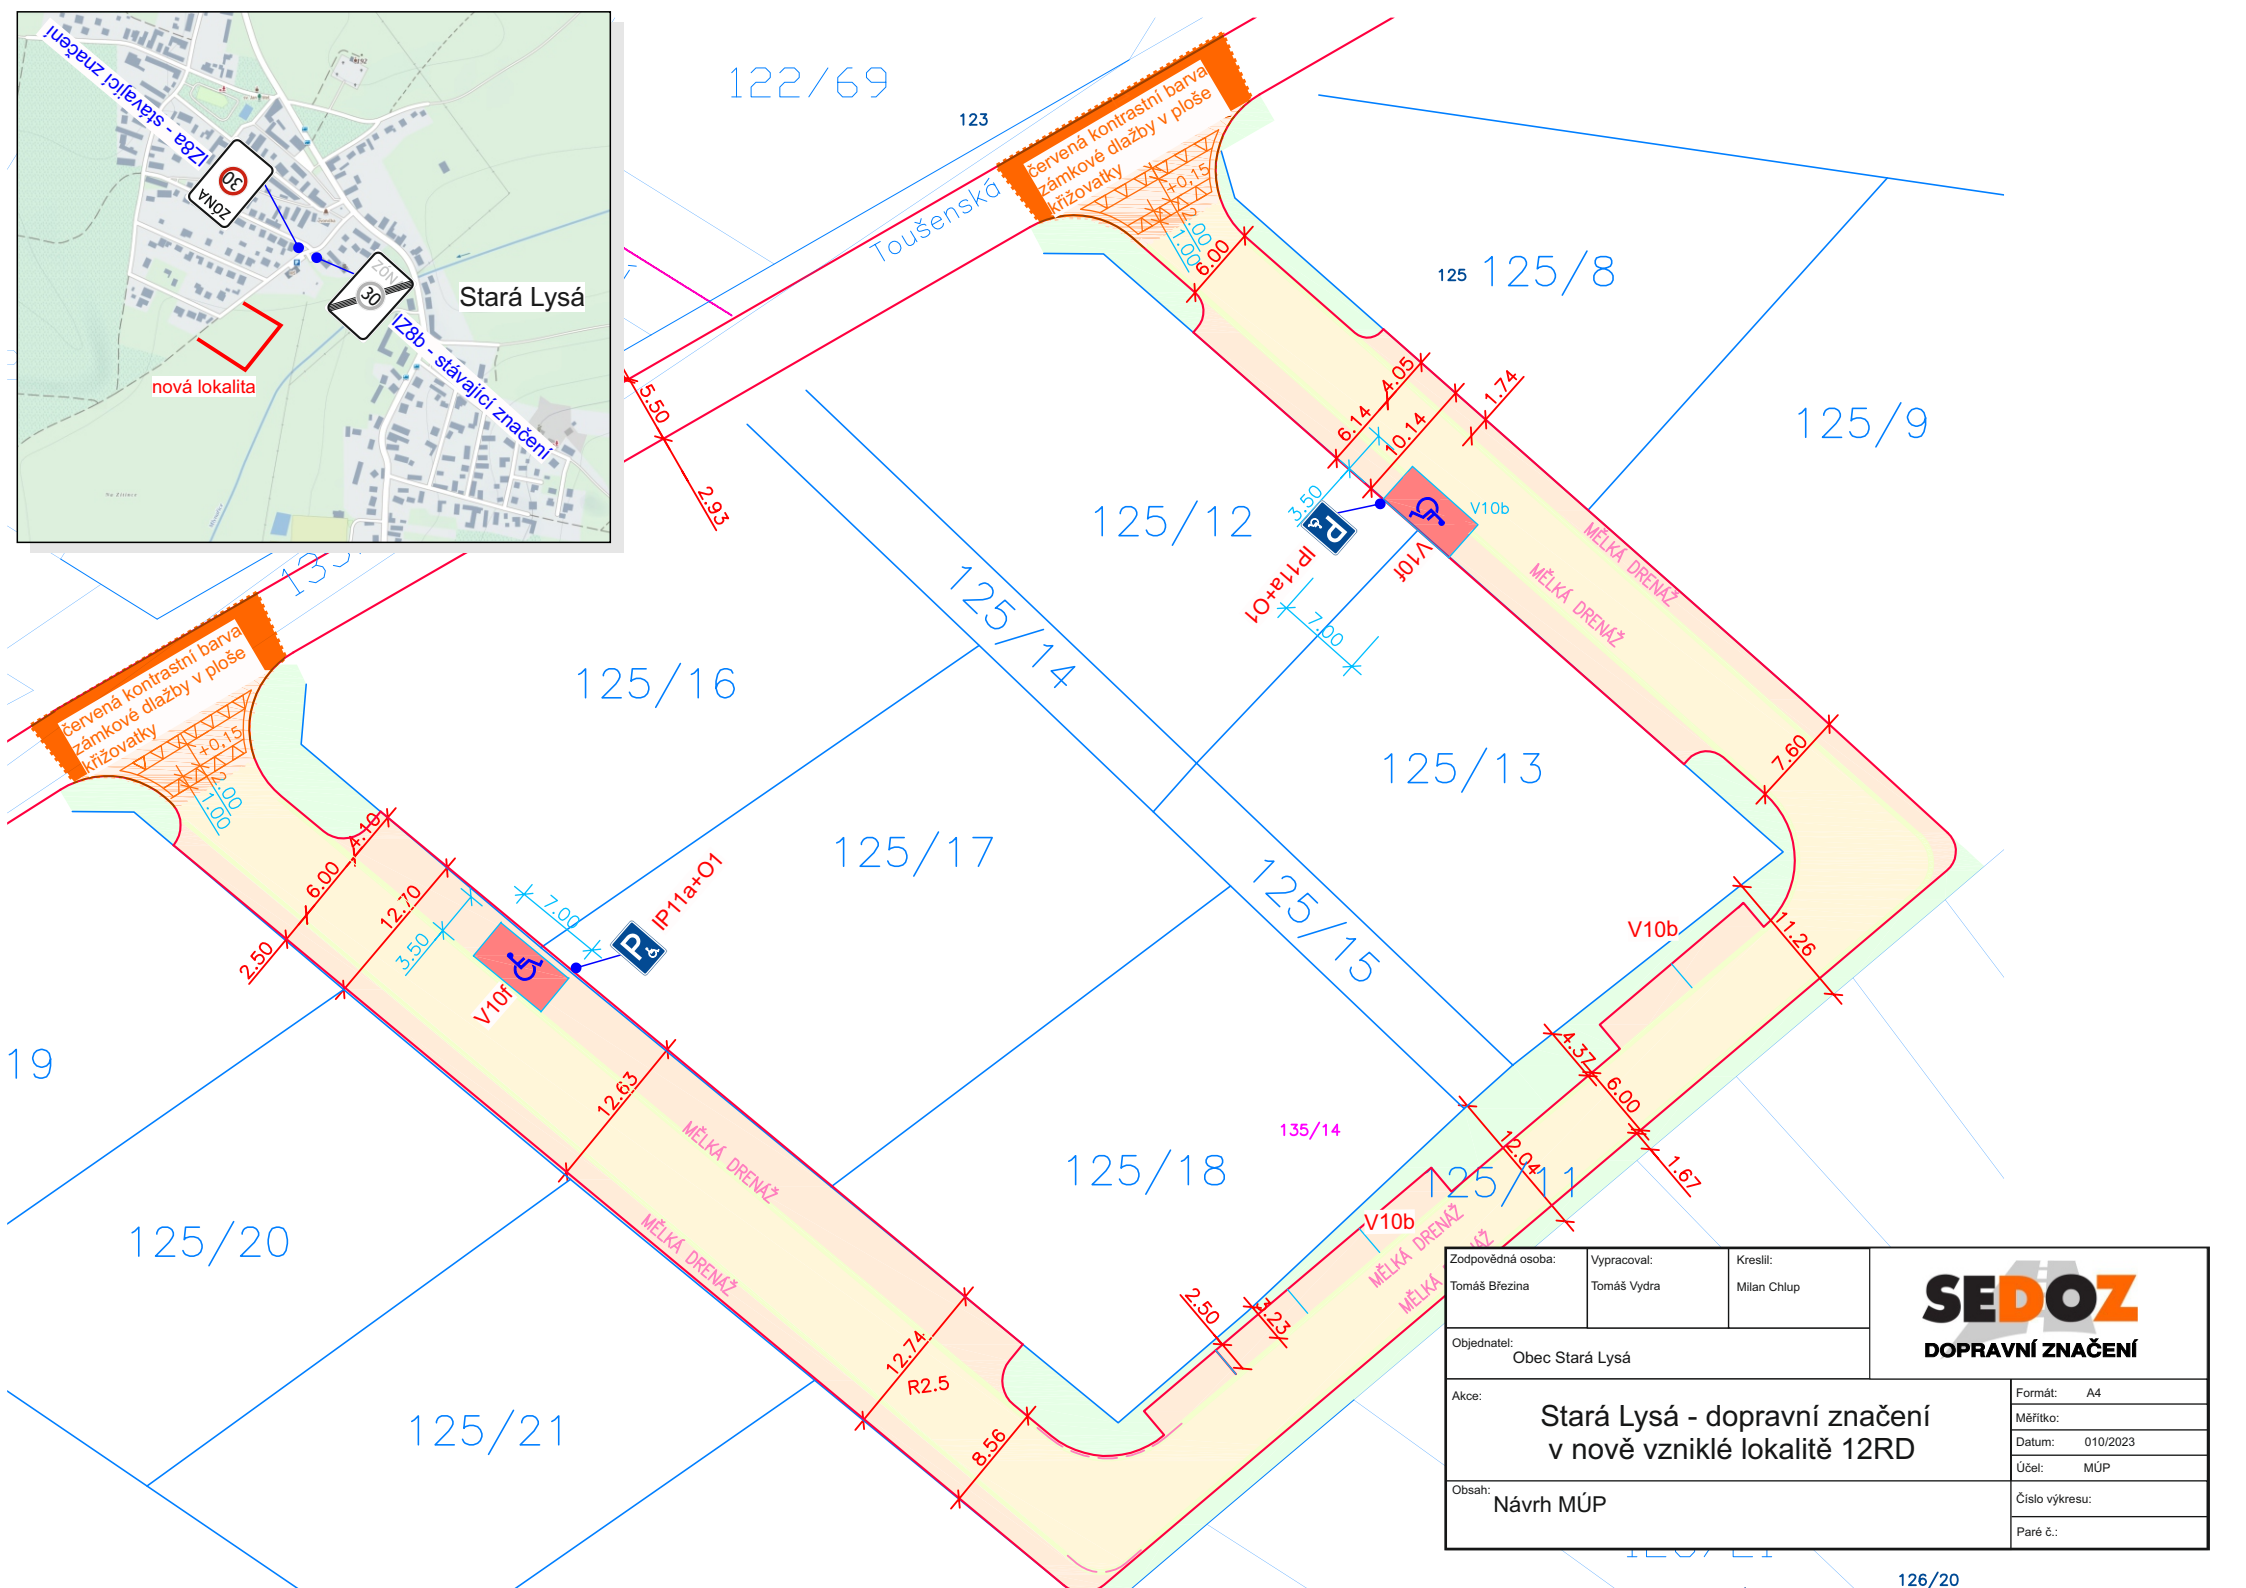 IZ8a - stávající značení
ZÓNA
30
ZÓN
30
IZ8b - stávající značení
Stará Lysá
nová lokalita
122/69
123
Toušenská
červená kontrastní barva
zámkové dlažby v ploše
křižovatky
+0,15
2.00
1.00
6.00
125
125/8
125/9
5.50
2.93
4.05
6.14
10.14
1.74
3.50
P
IP11a+O1
V10f
V10b
7.00
MĚLKÁ DRENÁŽ
MĚLKÁ DRENÁŽ
125/12
125/14
125/13
7.60
133
červená kontrastní barva
zámkové dlažby v ploše
křižovatky
+0,15
2.00
1.00
125/16
125/17
4.10
6.00
2.50
12.70
3.50
7.00
P
IP11a+O1
V10f
125/15
V10b
11.26
4.37
6.00
1.67
12.04
19
12.63
MĚLKÁ DRENÁŽ
MĚLKÁ DRENÁŽ
135/14
125/18
125/11
V10b
MĚLKÁ DRENÁŽ
MĚLKÁ
125/20
125/21
2.50
12.74
R2.5
8.56
Zodpovědná osoba:
Tomáš Březina
Vypracoval:
Tomáš Vydra
Kreslil:
Milan Chlup
SEDOZ
DOPRAVNÍ ZNAČENÍ
Objednatel:
Obec Stará Lysá
Akce:
Stará Lysá - dopravní značení
v nově vzniklé lokalitě 12RD
Formát: A4
Měřítko:
Datum: 010/2023
Účel: MÚP
Obsah:
Návrh MÚP
Číslo výkresu:
Paré č.:
126/20